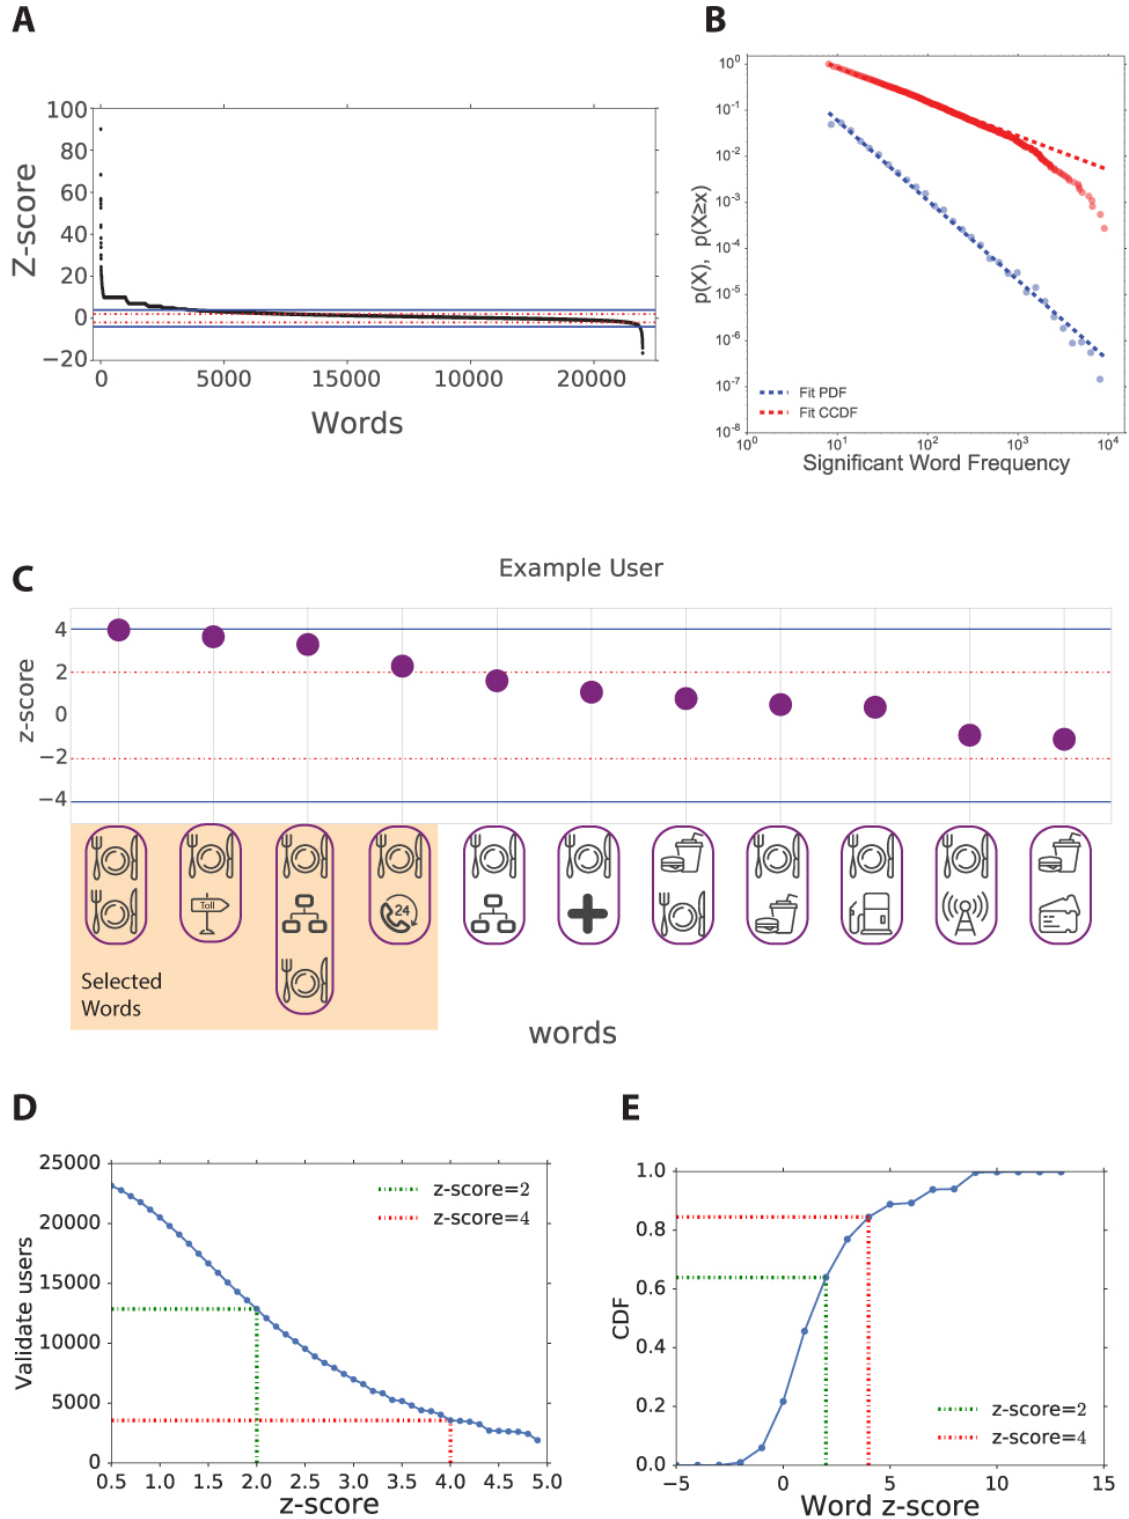 A
B
100
80
60
40
20
0
−20
Z-score
0 5000 15000 10000 20000
Words
10^0
10^-1
10^-2
10^-3
10^-4
10^-5
10^-6
10^-7
10^-8
p(X), p(X≥x)
Fit PDF
Fit CCDF
10^0 10^1 10^2 10^3 10^4
Significant Word Frequency
C
Example User
4
2
0
−2
−4
z-score
Toll
24
Selected
Words
words
D
E
25000
20000
15000
10000
5000
0
Validate users
z-score=2
z-score=4
0.5 1.0 1.5 2.0 2.5 3.0 3.5 4.0 4.5 5.0
z-score
1.0
0.8
0.6
0.4
0.2
0.0
CDF
z-score=2
z-score=4
−5 0 5 10 15
Word z-score